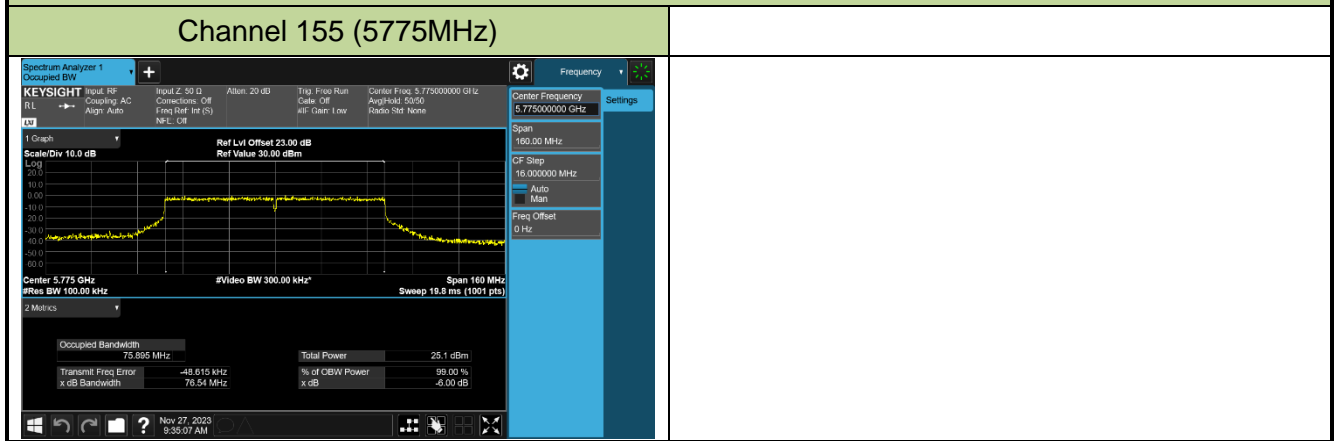 Channel 155 (5775MHz)
Spectrum Analyzer 1
Occupied BW
+
Frequency
KEYSIGHT
RL
LXI
Input: RF
Coupling: AC
Align: Auto
Input Z: 50 Ω
Corrections: Off
Freq Ref: Int (S)
NFE: Off
Atten: 20 dB
Trig: Free Run
Gate: Off
#IF Gain: Low
Center Freq: 5.775000000 GHz
Avg|Hold: 50/50
Radio Std: None
Center Frequency
5.775000000 GHz
Settings
Span
160.00 MHz
CF Step
16.000000 MHz
Auto
Man
Freq Offset
0 Hz
1 Graph
Scale/Div 10.0 dB
Ref Lvl Offset 23.00 dB
Ref Value 30.00 dBm
Log
20.0
10.0
0.00
-10.0
-20.0
-30.0
-40.0
-50.0
-60.0
Center 5.775 GHz
#Video BW 300.00 kHz*
Span 160 MHz
#Res BW 100.00 kHz
Sweep 19.8 ms (1001 pts)
2 Metrics
Occupied Bandwidth
75.895 MHz
Total Power 25.1 dBm
Transmit Freq Error -48.615 kHz
% of OBW Power 99.00 %
x dB Bandwidth 76.54 MHz
x dB -6.00 dB
?
Nov 27, 2023
9:35:07 AM